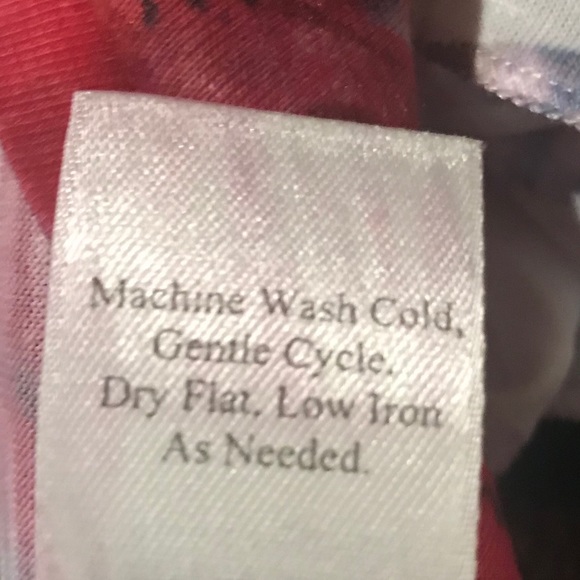 Machine Wash Cold,
Gentle Cycle.
Dry Flat. Low Iron
As Needed.